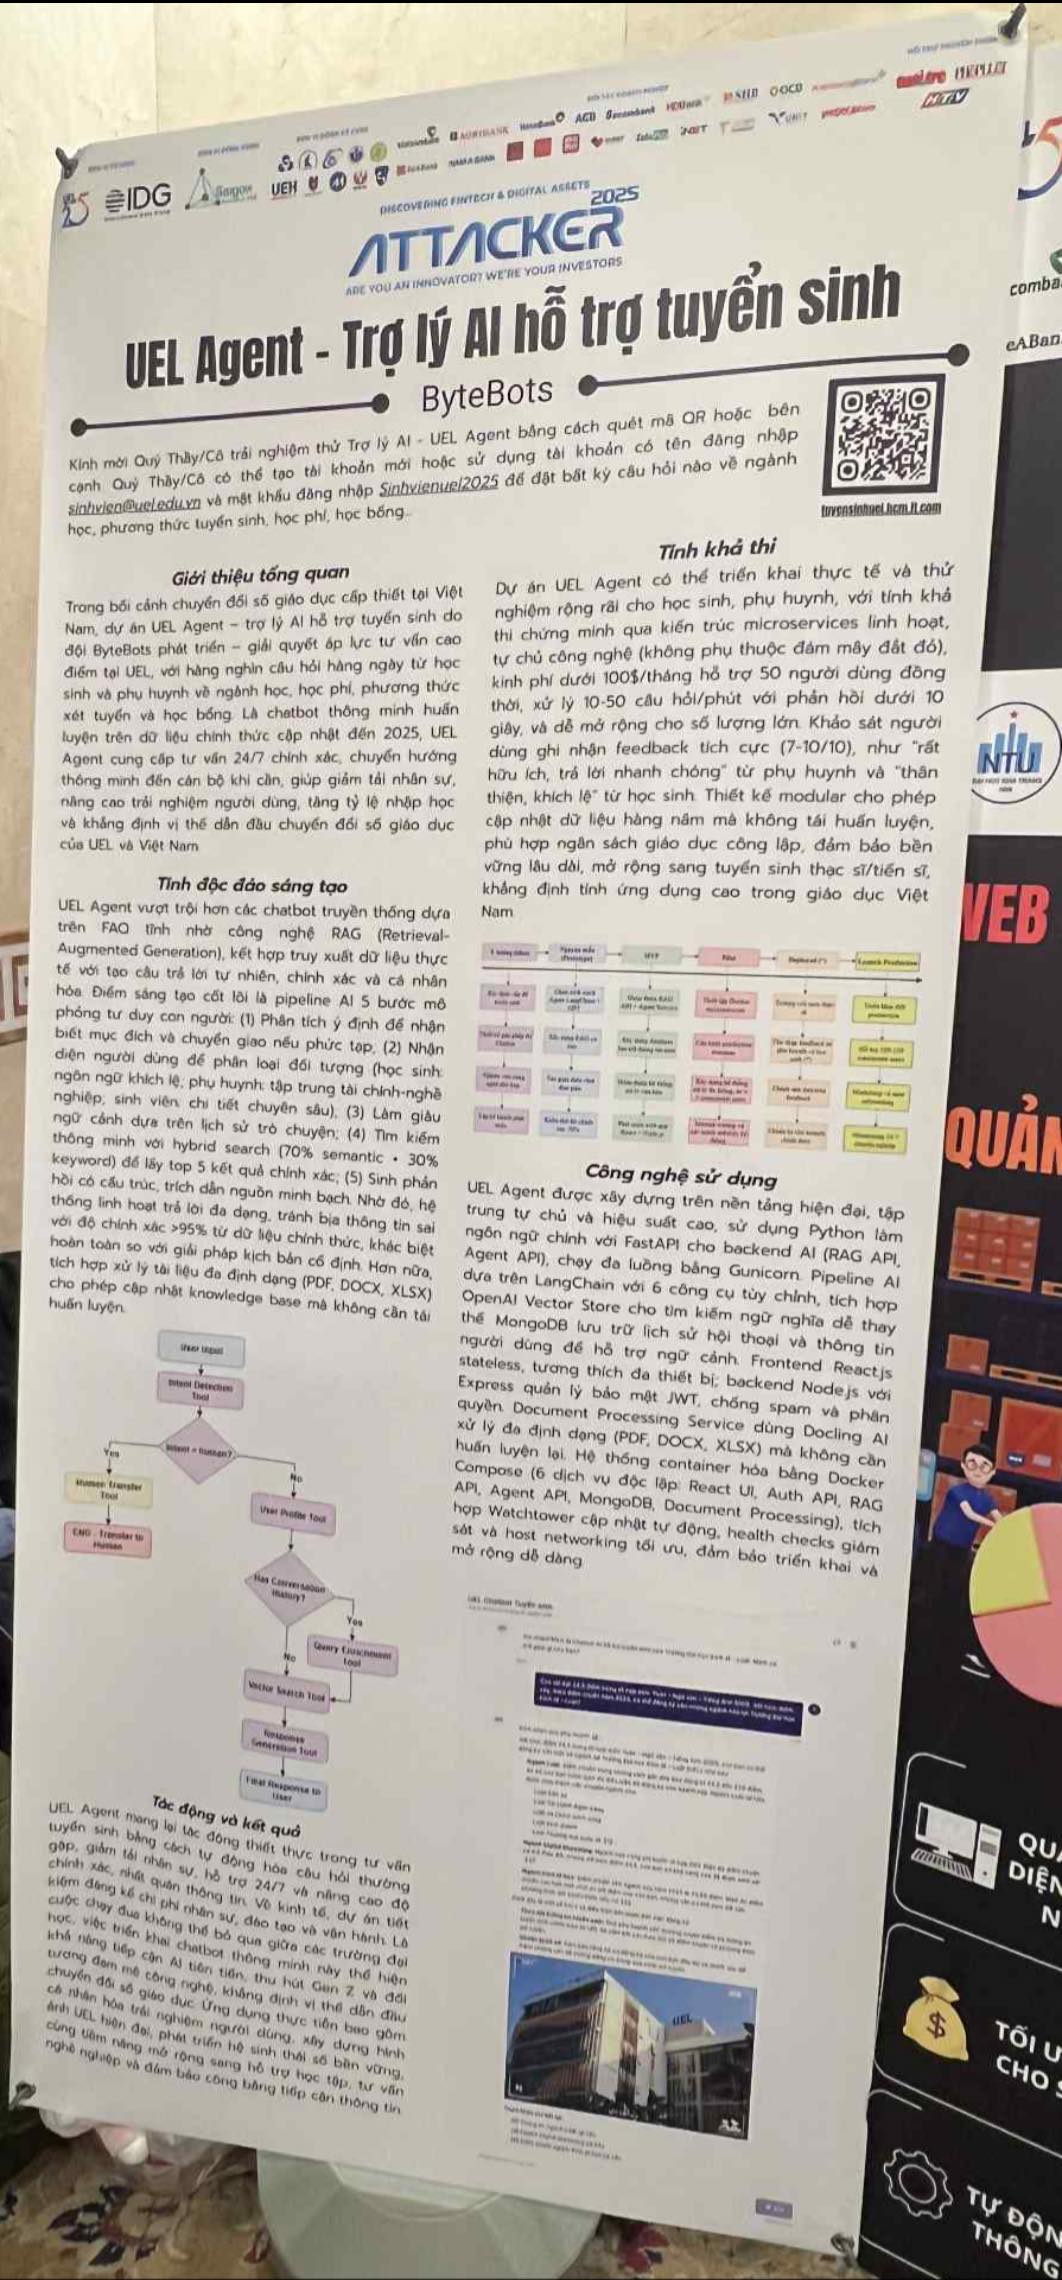 IDG
Saigon
UEH
AGRIBANK
ACB
Sacombank
HDBank
OCB
NAM A BANK
HTV
DISCOVERING FINTECH & DIGITAL ASSETS
2025
ATTACKER
ARE YOU AN INNOVATOR? WE'RE YOUR INVESTORS
UEL Agent - Trợ lý AI hỗ trợ tuyển sinh
ByteBots
Kính mời Quý Thầy/Cô trải nghiệm thử Trợ lý AI - UEL Agent bằng cách quét mã QR hoặc bên
cạnh Quý Thầy/Cô có thể tạo tài khoản mới hoặc sử dụng tài khoản có tên đăng nhập
sinhvien@uel.edu.vn và mật khẩu đăng nhập Sinhvienuel2025 để đặt bất kỳ câu hỏi nào về ngành
học, phương thức tuyển sinh, học phí, học bổng...
tuyensinhuel.hcm.it.com
Giới thiệu tổng quan
Trong bối cảnh chuyển đổi số giáo dục cấp thiết tại Việt
Nam, dự án UEL Agent – trợ lý AI hỗ trợ tuyển sinh do
đội ByteBots phát triển – giải quyết áp lực tư vấn cao
điểm tại UEL, với hàng nghìn câu hỏi hàng ngày từ học
sinh và phụ huynh về ngành học, học phí, phương thức
xét tuyển và học bổng. Là chatbot thông minh huấn
luyện trên dữ liệu chính thức cập nhật đến 2025, UEL
Agent cung cấp tư vấn 24/7 chính xác, chuyển hướng
thông minh đến cán bộ khi cần, giúp giảm tải nhân sự,
nâng cao trải nghiệm người dùng, tăng tỷ lệ nhập học
và khẳng định vị thế dẫn đầu chuyển đổi số giáo dục
của UEL và Việt Nam
Tính độc đáo sáng tạo
UEL Agent vượt trội hơn các chatbot truyền thống dựa
trên FAQ tĩnh nhờ công nghệ RAG (Retrieval-
Augmented Generation), kết hợp truy xuất dữ liệu thực
tế với tạo câu trả lời tự nhiên, chính xác và cá nhân
hóa. Điểm sáng tạo cốt lõi là pipeline AI 5 bước mô
phỏng tư duy con người: (1) Phân tích ý định để nhận
biết mục đích và chuyển giao nếu phức tạp; (2) Nhận
diện người dùng để phân loại đối tượng (học sinh:
ngôn ngữ khích lệ; phụ huynh: tập trung tài chính-nghề
nghiệp; sinh viên: chi tiết chuyên sâu); (3) Làm giàu
ngữ cảnh dựa trên lịch sử trò chuyện; (4) Tìm kiếm
thông minh với hybrid search (70% semantic + 30%
keyword) để lấy top 5 kết quả chính xác; (5) Sinh phản
hồi có cấu trúc, trích dẫn nguồn minh bạch. Nhờ đó, hệ
thống linh hoạt trả lời đa dạng, tránh bịa thông tin sai
với độ chính xác >95% từ dữ liệu chính thức, khác biệt
hoàn toàn so với giải pháp kịch bản cố định. Hơn nữa,
tích hợp xử lý tài liệu đa định dạng (PDF, DOCX, XLSX)
cho phép cập nhật knowledge base mà không cần tái
huấn luyện.
User Input
Intent Detection
Tool
Intent = human?
Yes
No
Human Transfer
Tool
END - Transfer to
Human
User Profile Tool
Has Conversation
History?
Yes
No
Query Enrichment
Tool
Vector Search Tool
Response
Generation Tool
Final Response to
User
Tác động và kết quả
UEL Agent mang lại tác động thiết thực trong tư vấn
tuyển sinh bằng cách tự động hóa câu hỏi thường
gặp, giảm tải nhân sự, hỗ trợ 24/7 và nâng cao độ
chính xác, nhất quán thông tin. Về kinh tế, dự án tiết
kiệm đáng kể chi phí nhân sự, đào tạo và vận hành. Là
cuộc chạy đua không thể bỏ qua giữa các trường đại
học, việc triển khai chatbot thông minh này thể hiện
khả năng tiếp cận AI tiên tiến, thu hút Gen Z và đối
tượng đam mê công nghệ, khẳng định vị thế dẫn đầu
chuyển đổi số giáo dục. Ứng dụng thực tiễn bao gồm
cá nhân hóa trải nghiệm người dùng, xây dựng hình
ảnh UEL hiện đại, phát triển hệ sinh thái số bền vững,
cùng tiềm năng mở rộng sang hỗ trợ học tập, tư vấn
nghề nghiệp và đảm bảo công bằng tiếp cận thông tin.
Tính khả thi
Dự án UEL Agent có thể triển khai thực tế và thử
nghiệm rộng rãi cho học sinh, phụ huynh, với tính khả
thi chứng minh qua kiến trúc microservices linh hoạt,
tự chủ công nghệ (không phụ thuộc đám mây đắt đỏ),
kinh phí dưới 100$/tháng hỗ trợ 50 người dùng đồng
thời, xử lý 10-50 câu hỏi/phút với phản hồi dưới 10
giây, và dễ mở rộng cho số lượng lớn. Khảo sát người
dùng ghi nhận feedback tích cực (7-10/10), như "rất
hữu ích, trả lời nhanh chóng" từ phụ huynh và "thân
thiện, khích lệ" từ học sinh. Thiết kế modular cho phép
cập nhật dữ liệu hàng năm mà không tái huấn luyện,
phù hợp ngân sách giáo dục công lập, đảm bảo bền
vững lâu dài, mở rộng sang tuyển sinh thạc sĩ/tiến sĩ,
khẳng định tính ứng dụng cao trong giáo dục Việt
Nam.
MVP
Pilot
Launch Production
Công nghệ sử dụng
UEL Agent được xây dựng trên nền tảng hiện đại, tập
trung tự chủ và hiệu suất cao, sử dụng Python làm
ngôn ngữ chính với FastAPI cho backend AI (RAG API,
Agent API), chạy đa luồng bằng Gunicorn. Pipeline AI
dựa trên LangChain với 6 công cụ tùy chỉnh, tích hợp
OpenAI Vector Store cho tìm kiếm ngữ nghĩa dễ thay
thế MongoDB lưu trữ lịch sử hội thoại và thông tin
người dùng để hỗ trợ ngữ cảnh. Frontend React.js
stateless, tương thích đa thiết bị; backend Node.js với
Express quản lý bảo mật JWT, chống spam và phân
quyền. Document Processing Service dùng Docling AI
xử lý đa định dạng (PDF, DOCX, XLSX) mà không cần
huấn luyện lại. Hệ thống container hóa bằng Docker
Compose (6 dịch vụ độc lập: React UI, Auth API, RAG
API, Agent API, MongoDB, Document Processing), tích
hợp Watchtower cập nhật tự động, health checks giám
sát và host networking tối ưu, đảm bảo triển khai và
mở rộng dễ dàng
UEL Chatbot Tuyển sinh
UEL
comba
eABan
NTU
WEB
QUẢN
QU
DIỆN
N
$
TỐI Ư
CHO S
TỰ ĐỘN
THÔNG